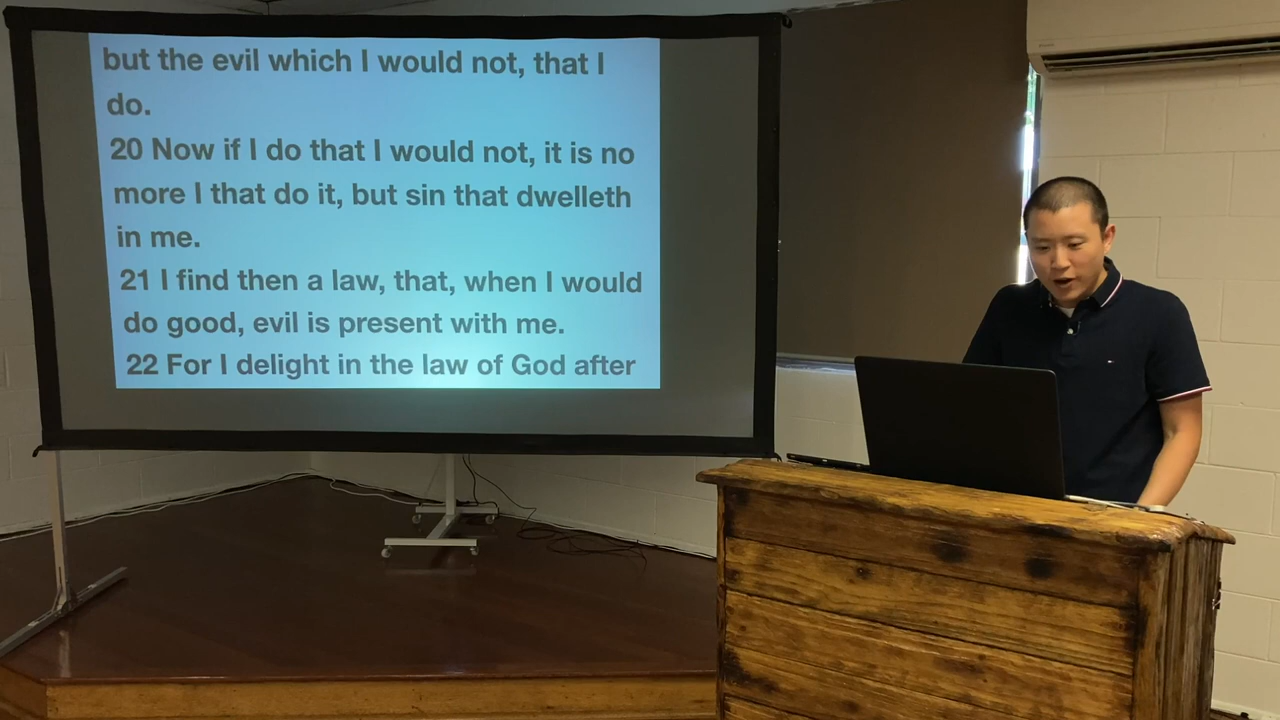 but the evil which I would not, that I
do.
20 Now if I do that I would not, it is no
more I that do it, but sin that dwelleth
in me.
21 I find then a law, that, when I would
do good, evil is present with me.
22 For I delight in the law of God after